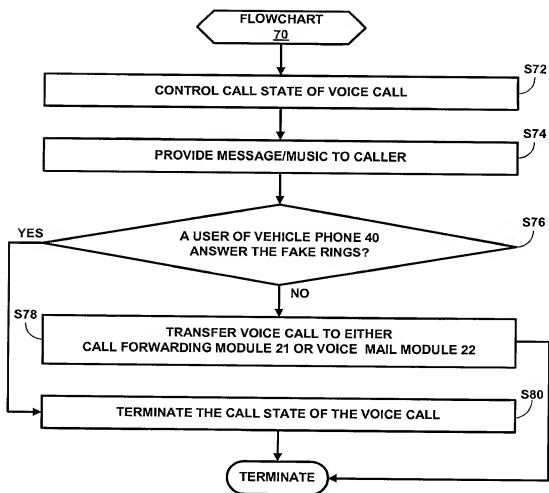 FLOWCHART
70
S72
CONTROL CALL STATE OF VOICE CALL
S74
PROVIDE MESSAGE/MUSIC TO CALLER
YES
S76
A USER OF VEHICLE PHONE 40
ANSWER THE FAKE RINGS?
NO
S78
TRANSFER VOICE CALL TO EITHER
CALL FORWARDING MODULE 21 OR VOICE MAIL MODULE 22
S80
TERMINATE THE CALL STATE OF THE VOICE CALL
TERMINATE